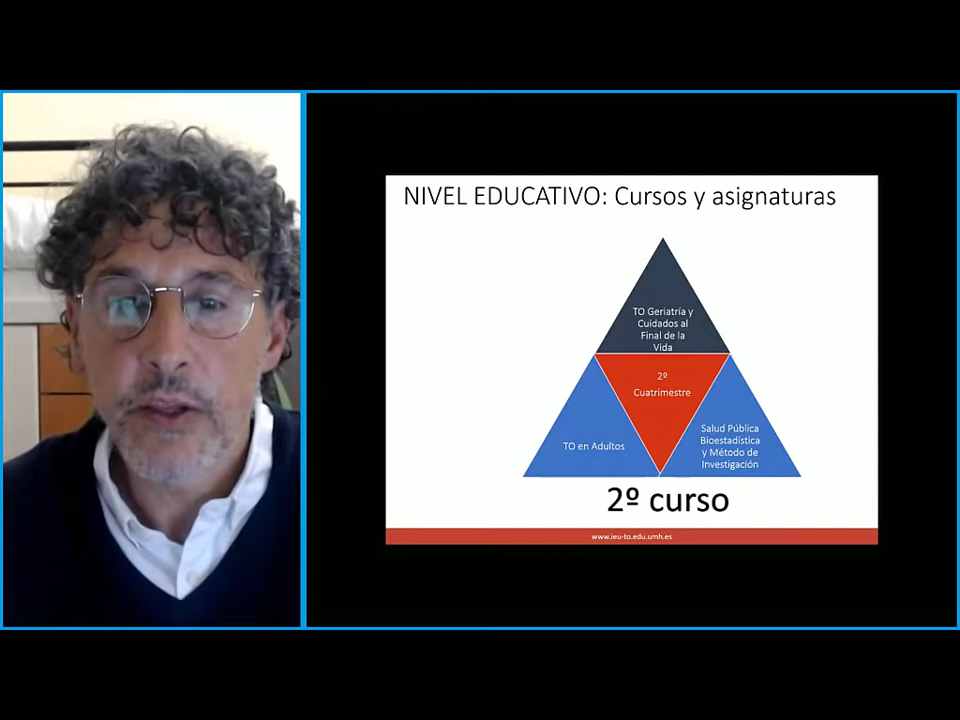 NIVEL EDUCATIVO: Cursos y asignaturas
TO Geriatría y
Cuidados al
Final de la
Vida
2º
Cuatrimestre
TO en Adultos
Salud Pública
Bioestadística
y Método de
Investigación
2º curso
www.ieu-to.edu.umh.es